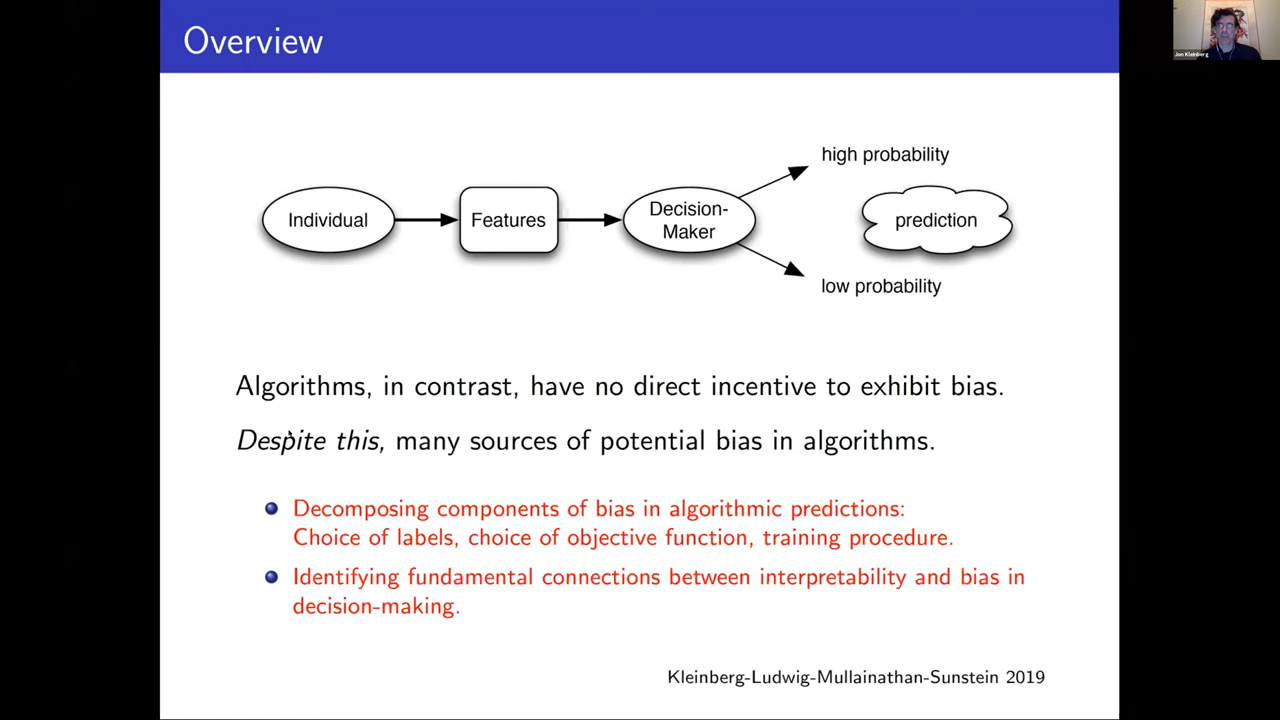 Overview
Jon Kleinberg
high probability
Individual
Features
Decision-
Maker
prediction
low probability
Algorithms, in contrast, have no direct incentive to exhibit bias.
Despite this, many sources of potential bias in algorithms.
Decomposing components of bias in algorithmic predictions:
Choice of labels, choice of objective function, training procedure.
Identifying fundamental connections between interpretability and bias in
decision-making.
Kleinberg-Ludwig-Mullainathan-Sunstein 2019